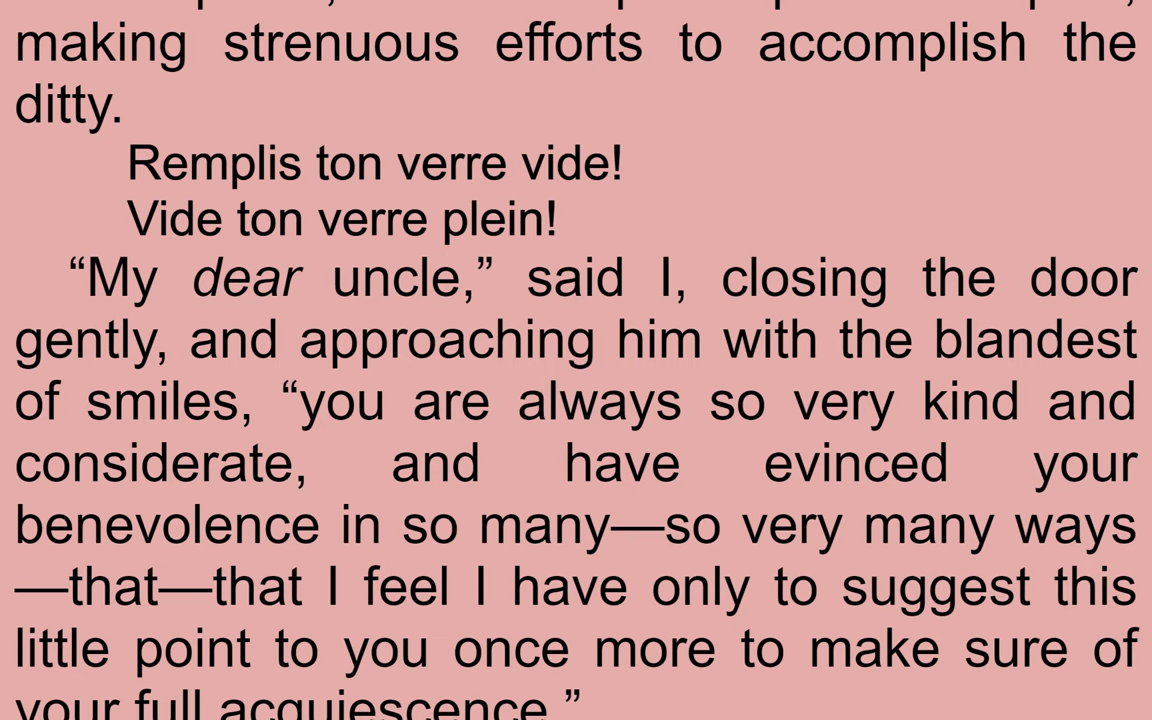 making strenuous efforts to accomplish the
ditty.
Remplis ton verre vide!
Vide ton verre plein!
“My dear uncle,” said I, closing the door
gently, and approaching him with the blandest
of smiles, “you are always so very kind and
considerate, and have evinced your
benevolence in so many—so very many ways
—that—that I feel I have only to suggest this
little point to you once more to make sure of
your full acquiescence.”